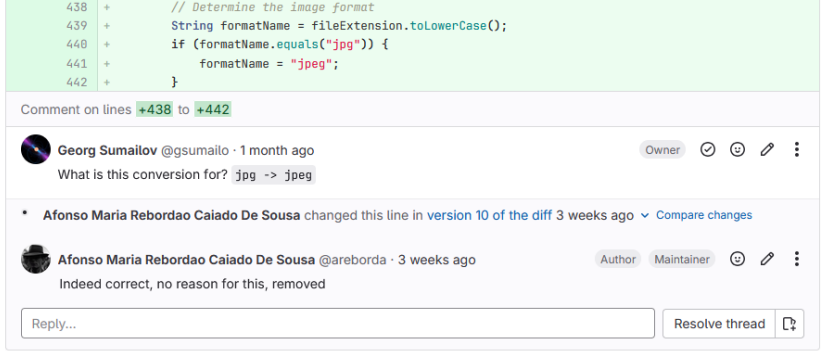 438 + // Determine the image format
439 + String formatName = fileExtension.toLowerCase();
440 + if (formatName.equals("jpg")) {
441 + formatName = "jpeg";
442 + }
Comment on lines +438 to +442
Georg Sumailov @gsumailo · 1 month ago Owner
What is this conversion for? jpg -> jpeg
Afonso Maria Rebordao Caiado De Sousa changed this line in version 10 of the diff 3 weeks ago Compare changes
Afonso Maria Rebordao Caiado De Sousa @areborda · 3 weeks ago Author Maintainer
Indeed correct, no reason for this, removed
Reply... Resolve thread